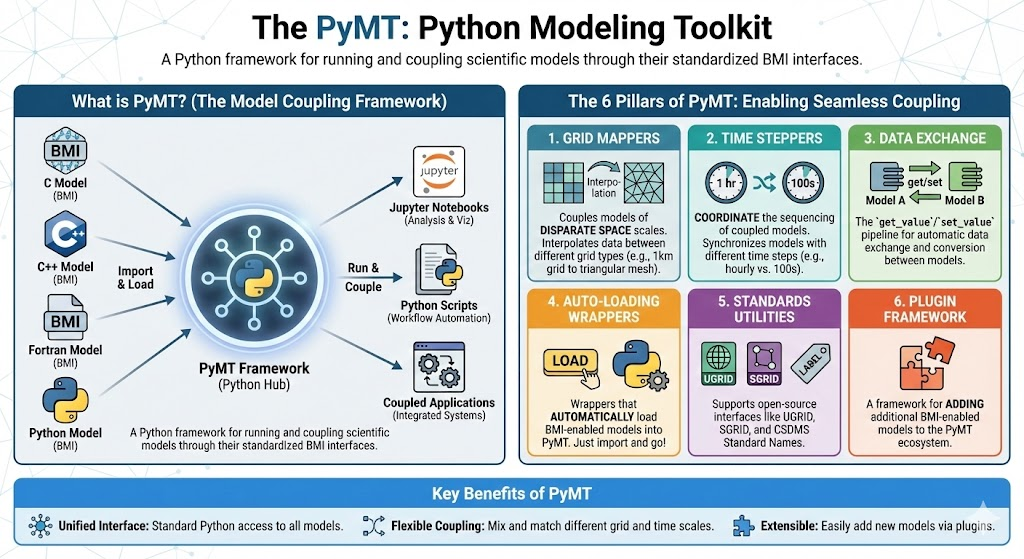 The PyMT: Python Modeling Toolkit
A Python framework for running and coupling scientific models through their standardized BMI interfaces.
What is PyMT? (The Model Coupling Framework)
BMI
C Model
(BMI)
C++
C++ Model
(BMI)
BMI
Fortran Model
(BMI)
Python Model
(BMI)
Import
& Load
PyMT Framework
(Python Hub)
Run &
Couple
jupyter
Jupyter Notebooks
(Analysis & Viz)
Python Scripts
(Workflow Automation)
Coupled Applications
(Integrated Systems)
A Python framework for running and coupling scientific
models through their standardized BMI interfaces.
The 6 Pillars of PyMT: Enabling Seamless Coupling
1. GRID MAPPERS
Interpo-
lation
Couples models of
DISPARATE SPACE scales.
Interpolates data between
different grid types (e.g., 1km
grid to triangular mesh).
2. TIME STEPPERS
1 hr
100s
COORDINATE the sequencing
of coupled models.
Synchronizes models with
different time steps (e.g.,
hourly vs. 100s).
3. DATA EXCHANGE
get/set
Model A
Model B
The `get_value`/`set_value`
pipeline for automatic data
exchange and conversion
between models.
4. AUTO-LOADING
WRAPPERS
LOAD
Wrappers that
AUTOMATICALLY load
BMI-enabled models into
PyMT. Just import and go!
5. STANDARDS
UTILITIES
UGRID
SGRID
LABEL
Supports open-source
interfaces like UGRID,
SGRID, and CSDMS
Standard Names.
6. PLUGIN
FRAMEWORK
A framework for ADDING
additional BMI-enabled
models to the PyMT
ecosystem.
Key Benefits of PyMT
Unified Interface: Standard Python access to all models.
Flexible Coupling: Mix and match different grid and time scales.
Extensible: Easily add new models via plugins.